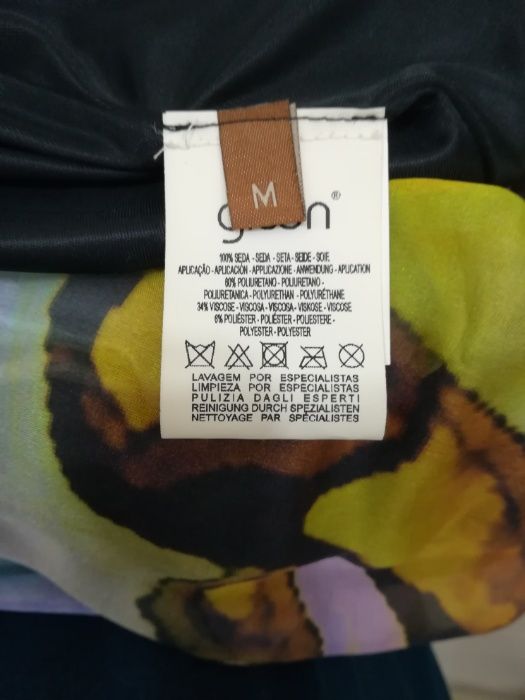 M
®
100% SEDA - SEDA - SETA - SEIDE - SOIE
APLICAÇÃO - APLICACIÓN - APPLICAZIONE - ANWENDUNG - APLICATION
60% POLIURETANO - POLIURETANO -
POLIURETANICA - POLYURETHAN - POLYURÉTHANE
34% VISCOSE - VISCOSA - VISCOSA - VISKOSE - VISCOSE
6% POLIÉSTER - POLIÉSTER - POLIESTERE -
POLYESTER - POLYESTER
LAVAGEM POR ESPECIALISTAS
LIMPIEZA POR ESPECIALISTAS
PULIZIA DAGLI ESPERTI
REINIGUNG DURCH SPEZIALISTEN
NETTOYAGE PAR SPÉCIALISTES